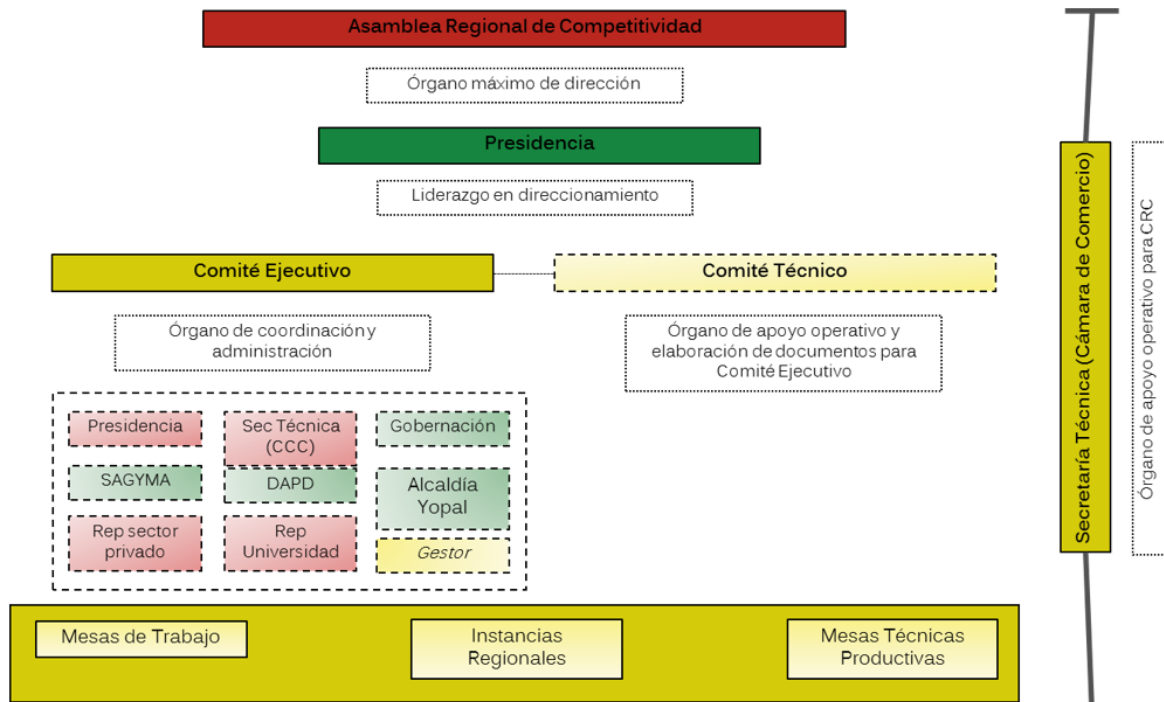 Asamblea Regional de Competitividad
Órgano máximo de dirección
Presidencia
Liderazgo en direccionamiento
Comité Ejecutivo
Comité Técnico
Órgano de coordinación y
administración
Órgano de apoyo operativo y
elaboración de documentos para
Comité Ejecutivo
Presidencia
Sec Técnica
(CCC)
Gobernación
SAGYMA
DAPD
Alcaldía
Yopal
Rep sector
privado
Rep
Universidad
Gestor
Mesas de Trabajo
Instancias
Regionales
Mesas Técnicas
Productivas
Secretaría Técnica (Cámara de Comercio)
Órgano de apoyo operativo para CRC